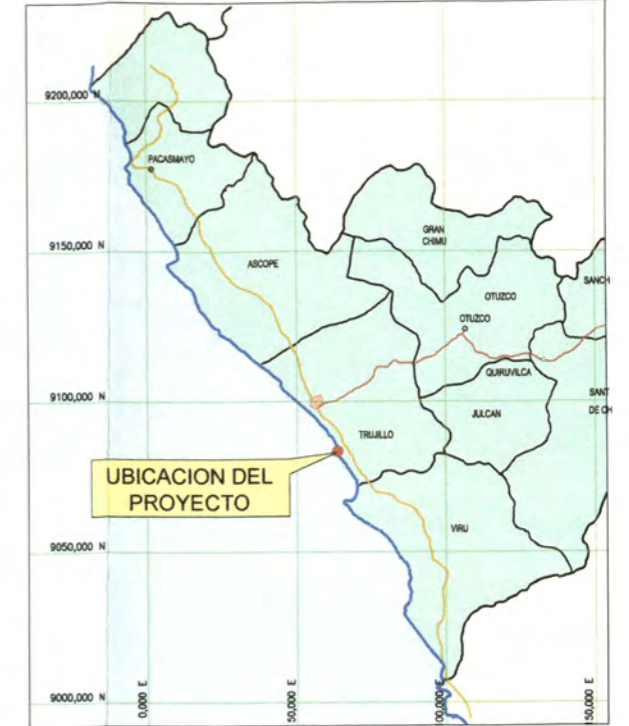 9200,000 N
PACASMAYO
9150,000 N
GRAN
CHIMU
ASCOPE
SANCH
OTUZCO
OTUZCO
QUIRUVILCA
SANT
DE CH
9100,000 N
JULCAN
TRUJILLO
UBICACION DEL
PROYECTO
VIRU
9050,000 N
9000,000 N
0,000 E
50,000 E
00,000 E
150,000 E